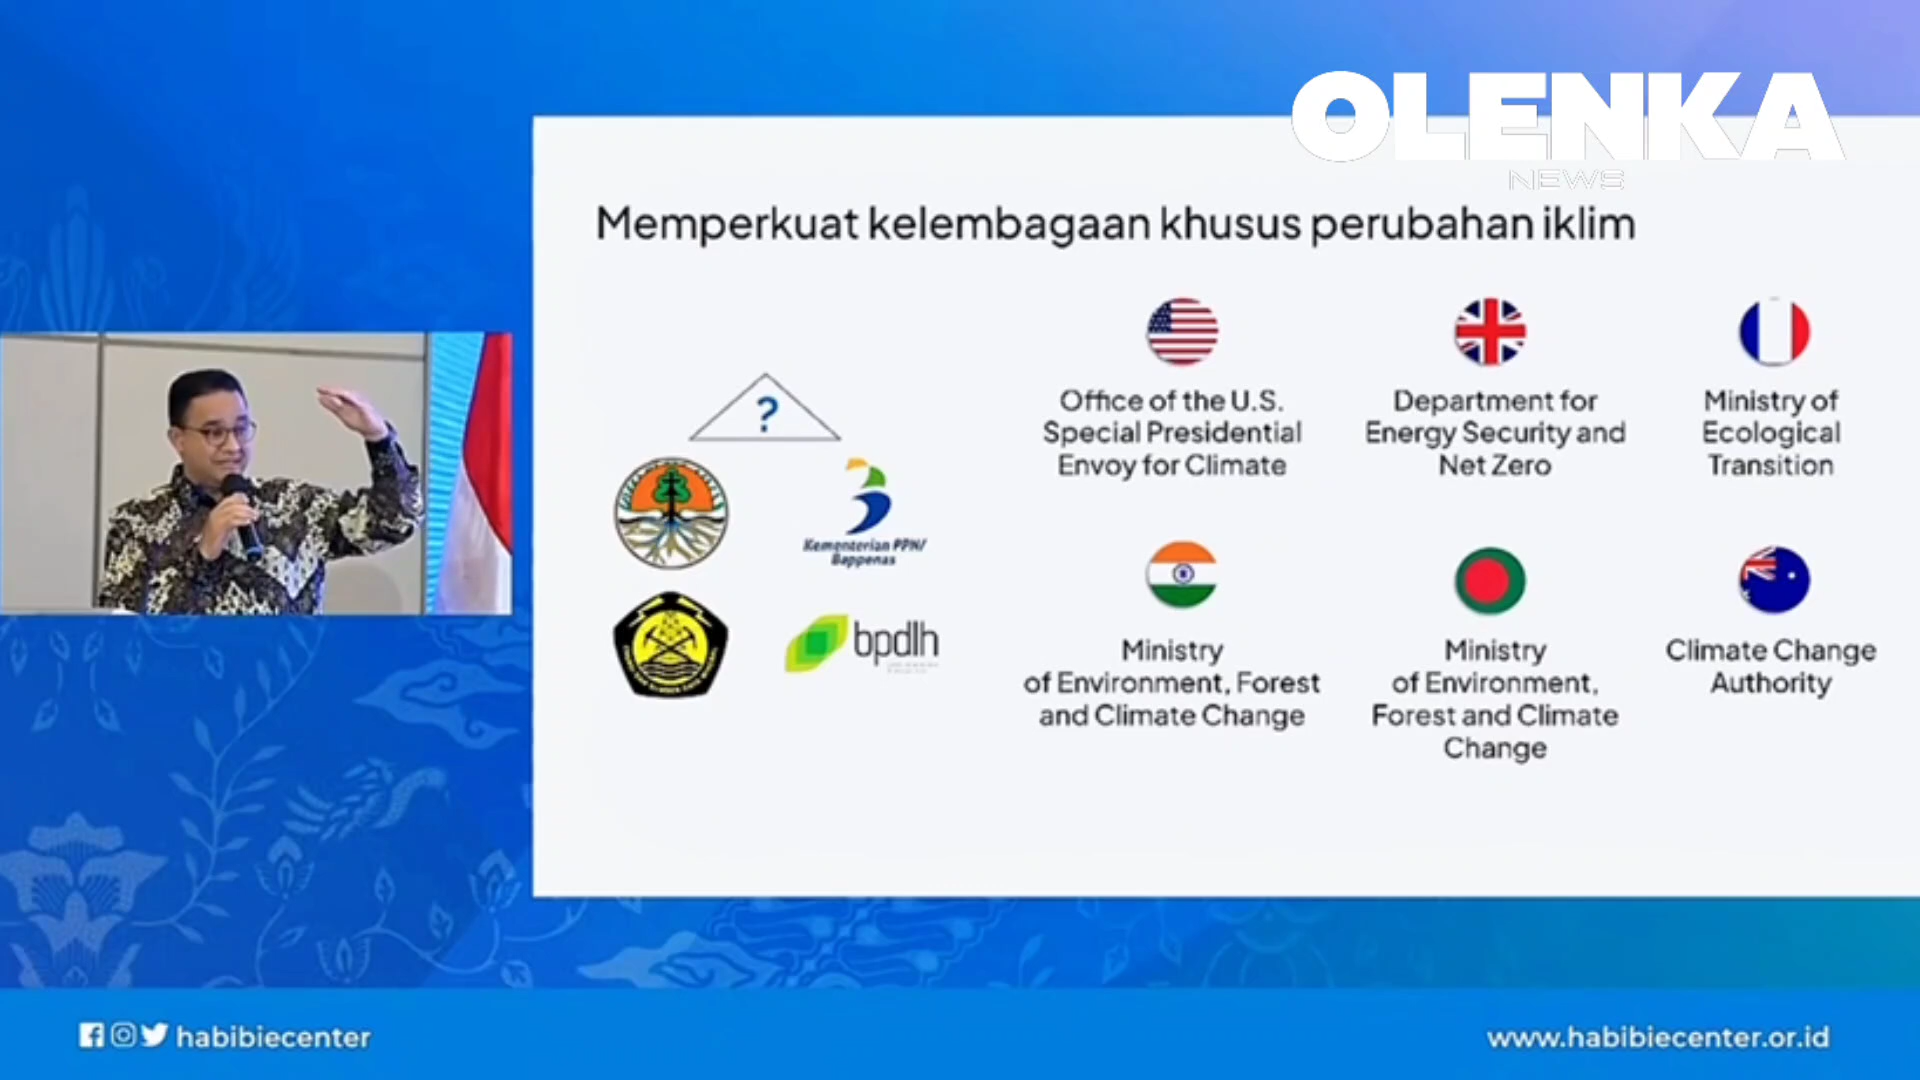 OLENKA
NEWS
Memperkuat kelembagaan khusus perubahan iklim
?
Kementerian PPN/
Bappenas
bpdlh
Office of the U.S.
Special Presidential
Envoy for Climate
Department for
Energy Security and
Net Zero
Ministry of
Ecological
Transition
Ministry
of Environment, Forest
and Climate Change
Ministry
of Environment,
Forest and Climate
Change
Climate Change
Authority
habibiecenter
www.habibiecenter.or.id